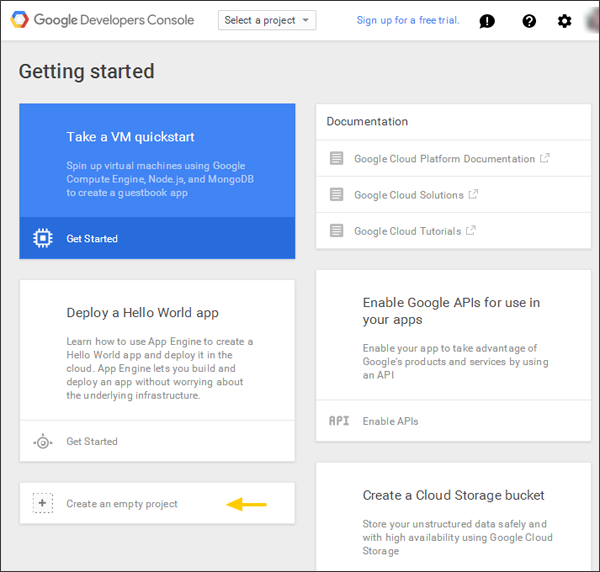 Google Developers Console
Select a project
Sign up for a free trial.
Getting started
Take a VM quickstart
Spin up virtual machines using Google
Compute Engine, Node.js, and MongoDB
to create a guestbook app
Get Started
Deploy a Hello World app
Learn how to use App Engine to create a
Hello World app and deploy it in the
cloud. App Engine lets you build and
deploy an app without worrying about
the underlying infrastructure.
Get Started
Create an empty project
Documentation
Google Cloud Platform Documentation
Google Cloud Solutions
Google Cloud Tutorials
Enable Google APIs for use in
your apps
Enable your app to take advantage of
Google's products and services by using
an API
API Enable APIs
Create a Cloud Storage bucket
Store your unstructured data safely and
with high availability using Google Cloud
Storage